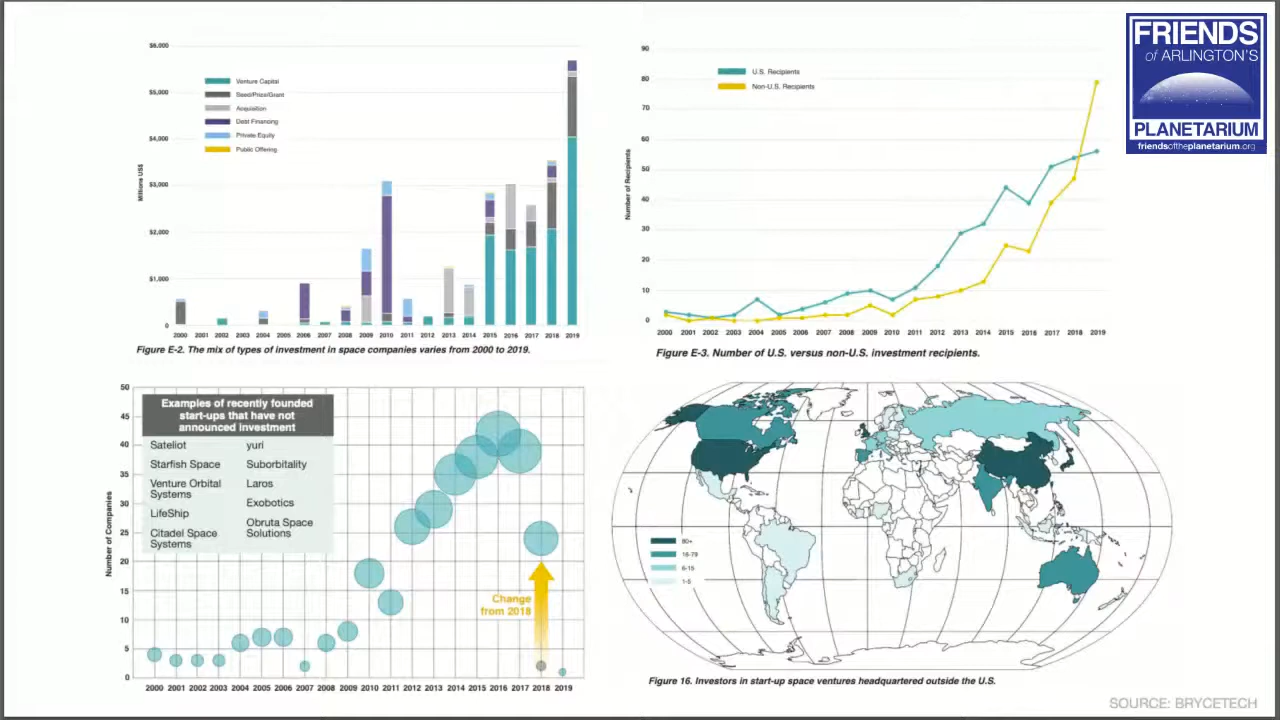 $6,000
$5,000
$4,000
$3,000
$2,000
$1,000
0
Millions US$
Venture Capital
Seed/Prize/Grant
Acquisition
Debt Financing
Private Equity
Public Offering
2000 2001 2002 2003 2004 2005 2006 2007 2008 2009 2010 2011 2012 2013 2014 2015 2016 2017 2018 2019
Figure E-2. The mix of types of investment in space companies varies from 2000 to 2019.
90
80
70
60
50
40
30
20
10
0
Number of Recipients
U.S. Recipients
Non-U.S. Recipients
2000 2001 2002 2003 2004 2005 2006 2007 2008 2009 2010 2011 2012 2013 2014 2015 2016 2017 2018 2019
Figure E-3. Number of U.S. versus non-U.S. investment recipients.
FRIENDS
of ARLINGTON'S
PLANETARIUM
friendsoftheplanetarium.org
50
45
40
35
30
25
20
15
10
5
0
Number of Companies
Examples of recently founded
start-ups that have not
announced investment
Sateliot
Starfish Space
Venture Orbital
Systems
LifeShip
Citadel Space
Systems
yuri
Suborbitality
Laros
Exobotics
Obruta Space
Solutions
Change
from 2018
2000 2001 2002 2003 2004 2005 2006 2007 2008 2009 2010 2011 2012 2013 2014 2015 2016 2017 2018 2019
80+
16-79
6-15
1-5
Figure 16. Investors in start-up space ventures headquartered outside the U.S.
SOURCE: BRYCETECH